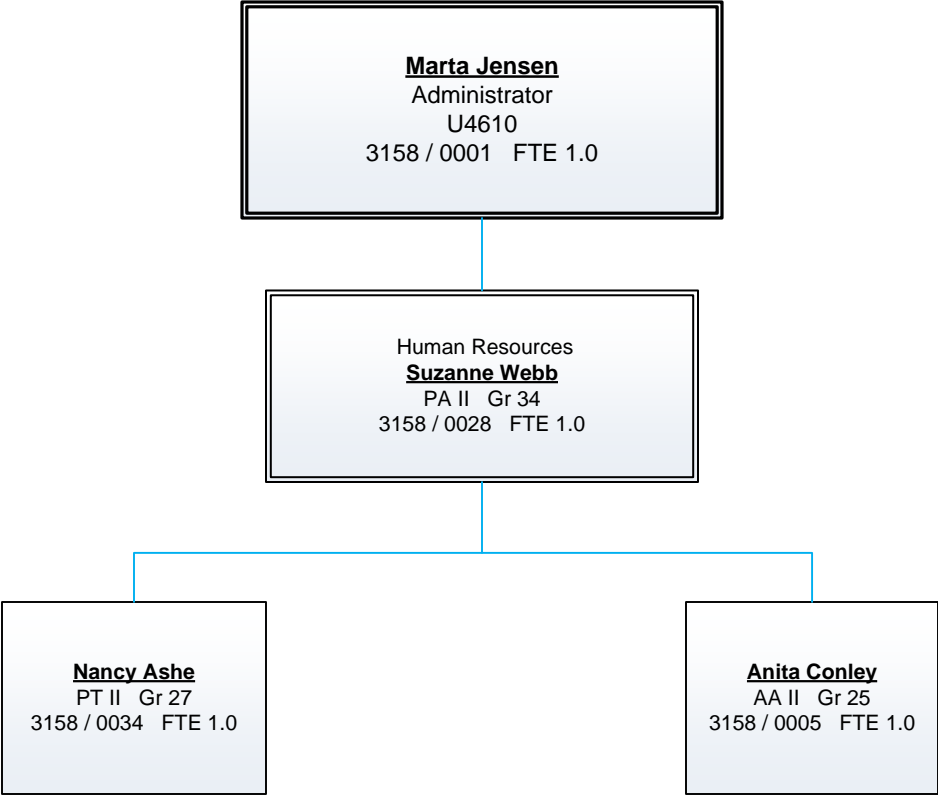 Marta Jensen
Administrator
U4610
3158 / 0001 FTE 1.0
Human Resources
Suzanne Webb
PA II Gr 34
3158 / 0028 FTE 1.0
Nancy Ashe
PT II Gr 27
3158 / 0034 FTE 1.0
Anita Conley
AA II Gr 25
3158 / 0005 FTE 1.0